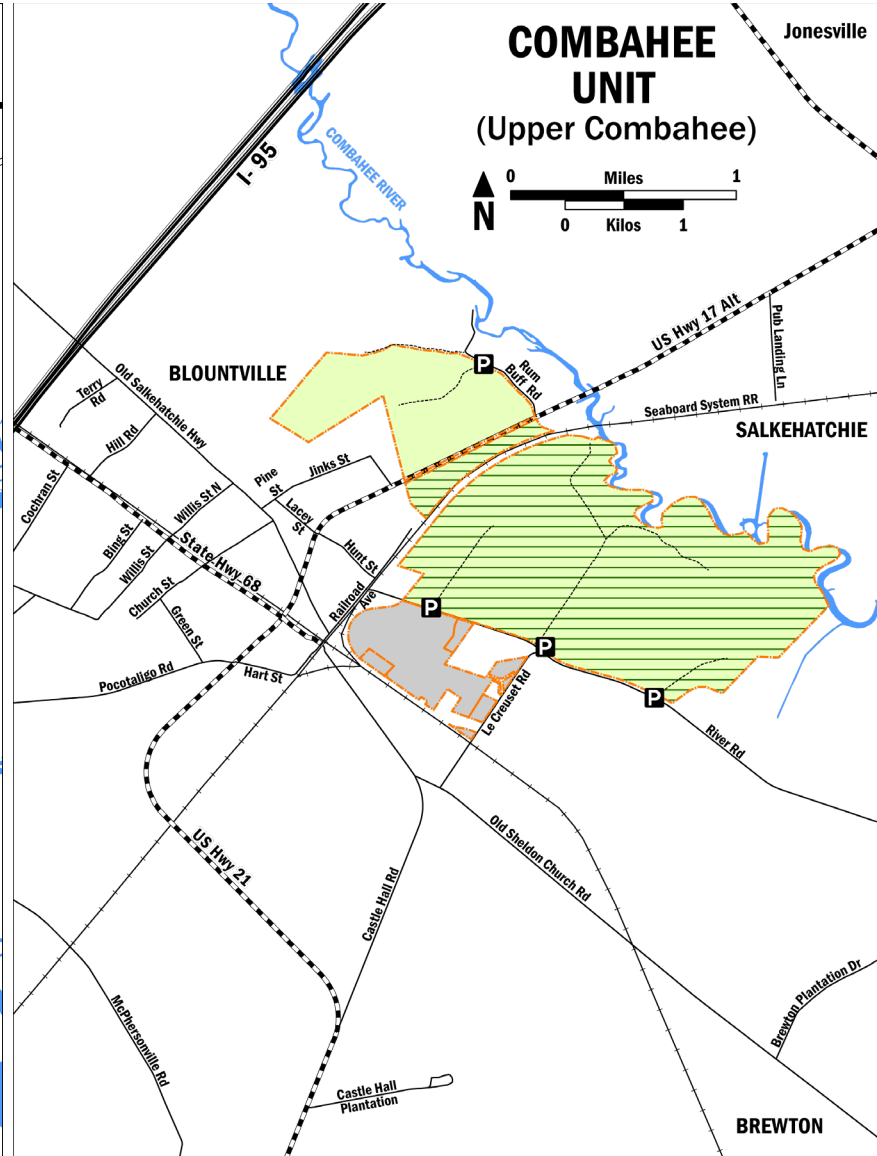 COMBAHEE
UNIT
(Upper Combahee)
Jonesville
0 Miles 1
N
0 Kilos 1
I- 95
COMBAHEE RIVER
US Hwy 17 Alt
Pub Landing Ln
BLOUNTVILLE
P
Rum
Buff Rd
Seaboard System RR
SALKEHATCHIE
Old Salkehatchie Hwy
Terry
Rd
Hill Rd
Cochran St
Willis St N
Pine
St
Jinks St
Lacey
St
Bing St
Willis St
State Hwy 68
Hunt St
Church St
Green St
Railroad
Ave
P
P
P
Pocotaligo Rd
Hart St
Le Creuset Rd
River Rd
US Hwy 21
Old Sheldon Church Rd
Castle Hall Rd
McPhersonville Rd
Brewton Plantation Dr
Castle Hall
Plantation
BREWTON